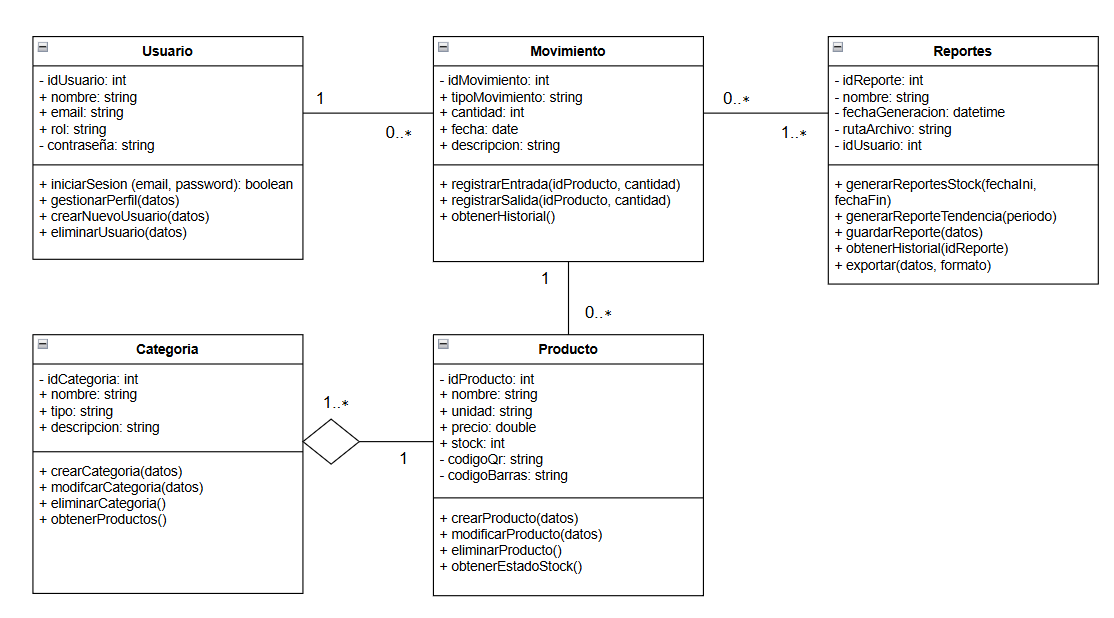 Usuario
- idUsuario: int
+ nombre: string
+ email: string
+ rol: string
- contraseña: string
+ iniciarSesion (email, password): boolean
+ gestionarPerfil(datos)
+ crearNuevoUsuario(datos)
+ eliminarUsuario(datos)
1
0..*
Movimiento
- idMovimiento: int
+ tipoMovimiento: string
+ cantidad: int
+ fecha: date
+ descripcion: string
+ registrarEntrada(idProducto, cantidad)
+ registrarSalida(idProducto, cantidad)
+ obtenerHistorial()
0..*
1..*
Reportes
- idReporte: int
- nombre: string
- fechaGeneracion: datetime
- rutaArchivo: string
- idUsuario: int
+ generarReportesStock(fechaIni,
fechaFin)
+ generarReporteTendencia(periodo)
+ guardarReporte(datos)
+ obtenerHistorial(idReporte)
+ exportar(datos, formato)
1
0..*
Categoria
- idCategoria: int
+ nombre: string
+ tipo: string
+ descripcion: string
+ crearCategoria(datos)
+ modifcarCategoria(datos)
+ eliminarCategoria()
+ obtenerProductos()
1..*
1
Producto
- idProducto: int
+ nombre: string
+ unidad: string
+ precio: double
+ stock: int
- codigoQr: string
- codigoBarras: string
+ crearProducto(datos)
+ modificarProducto(datos)
+ eliminarProducto()
+ obtenerEstadoStock()